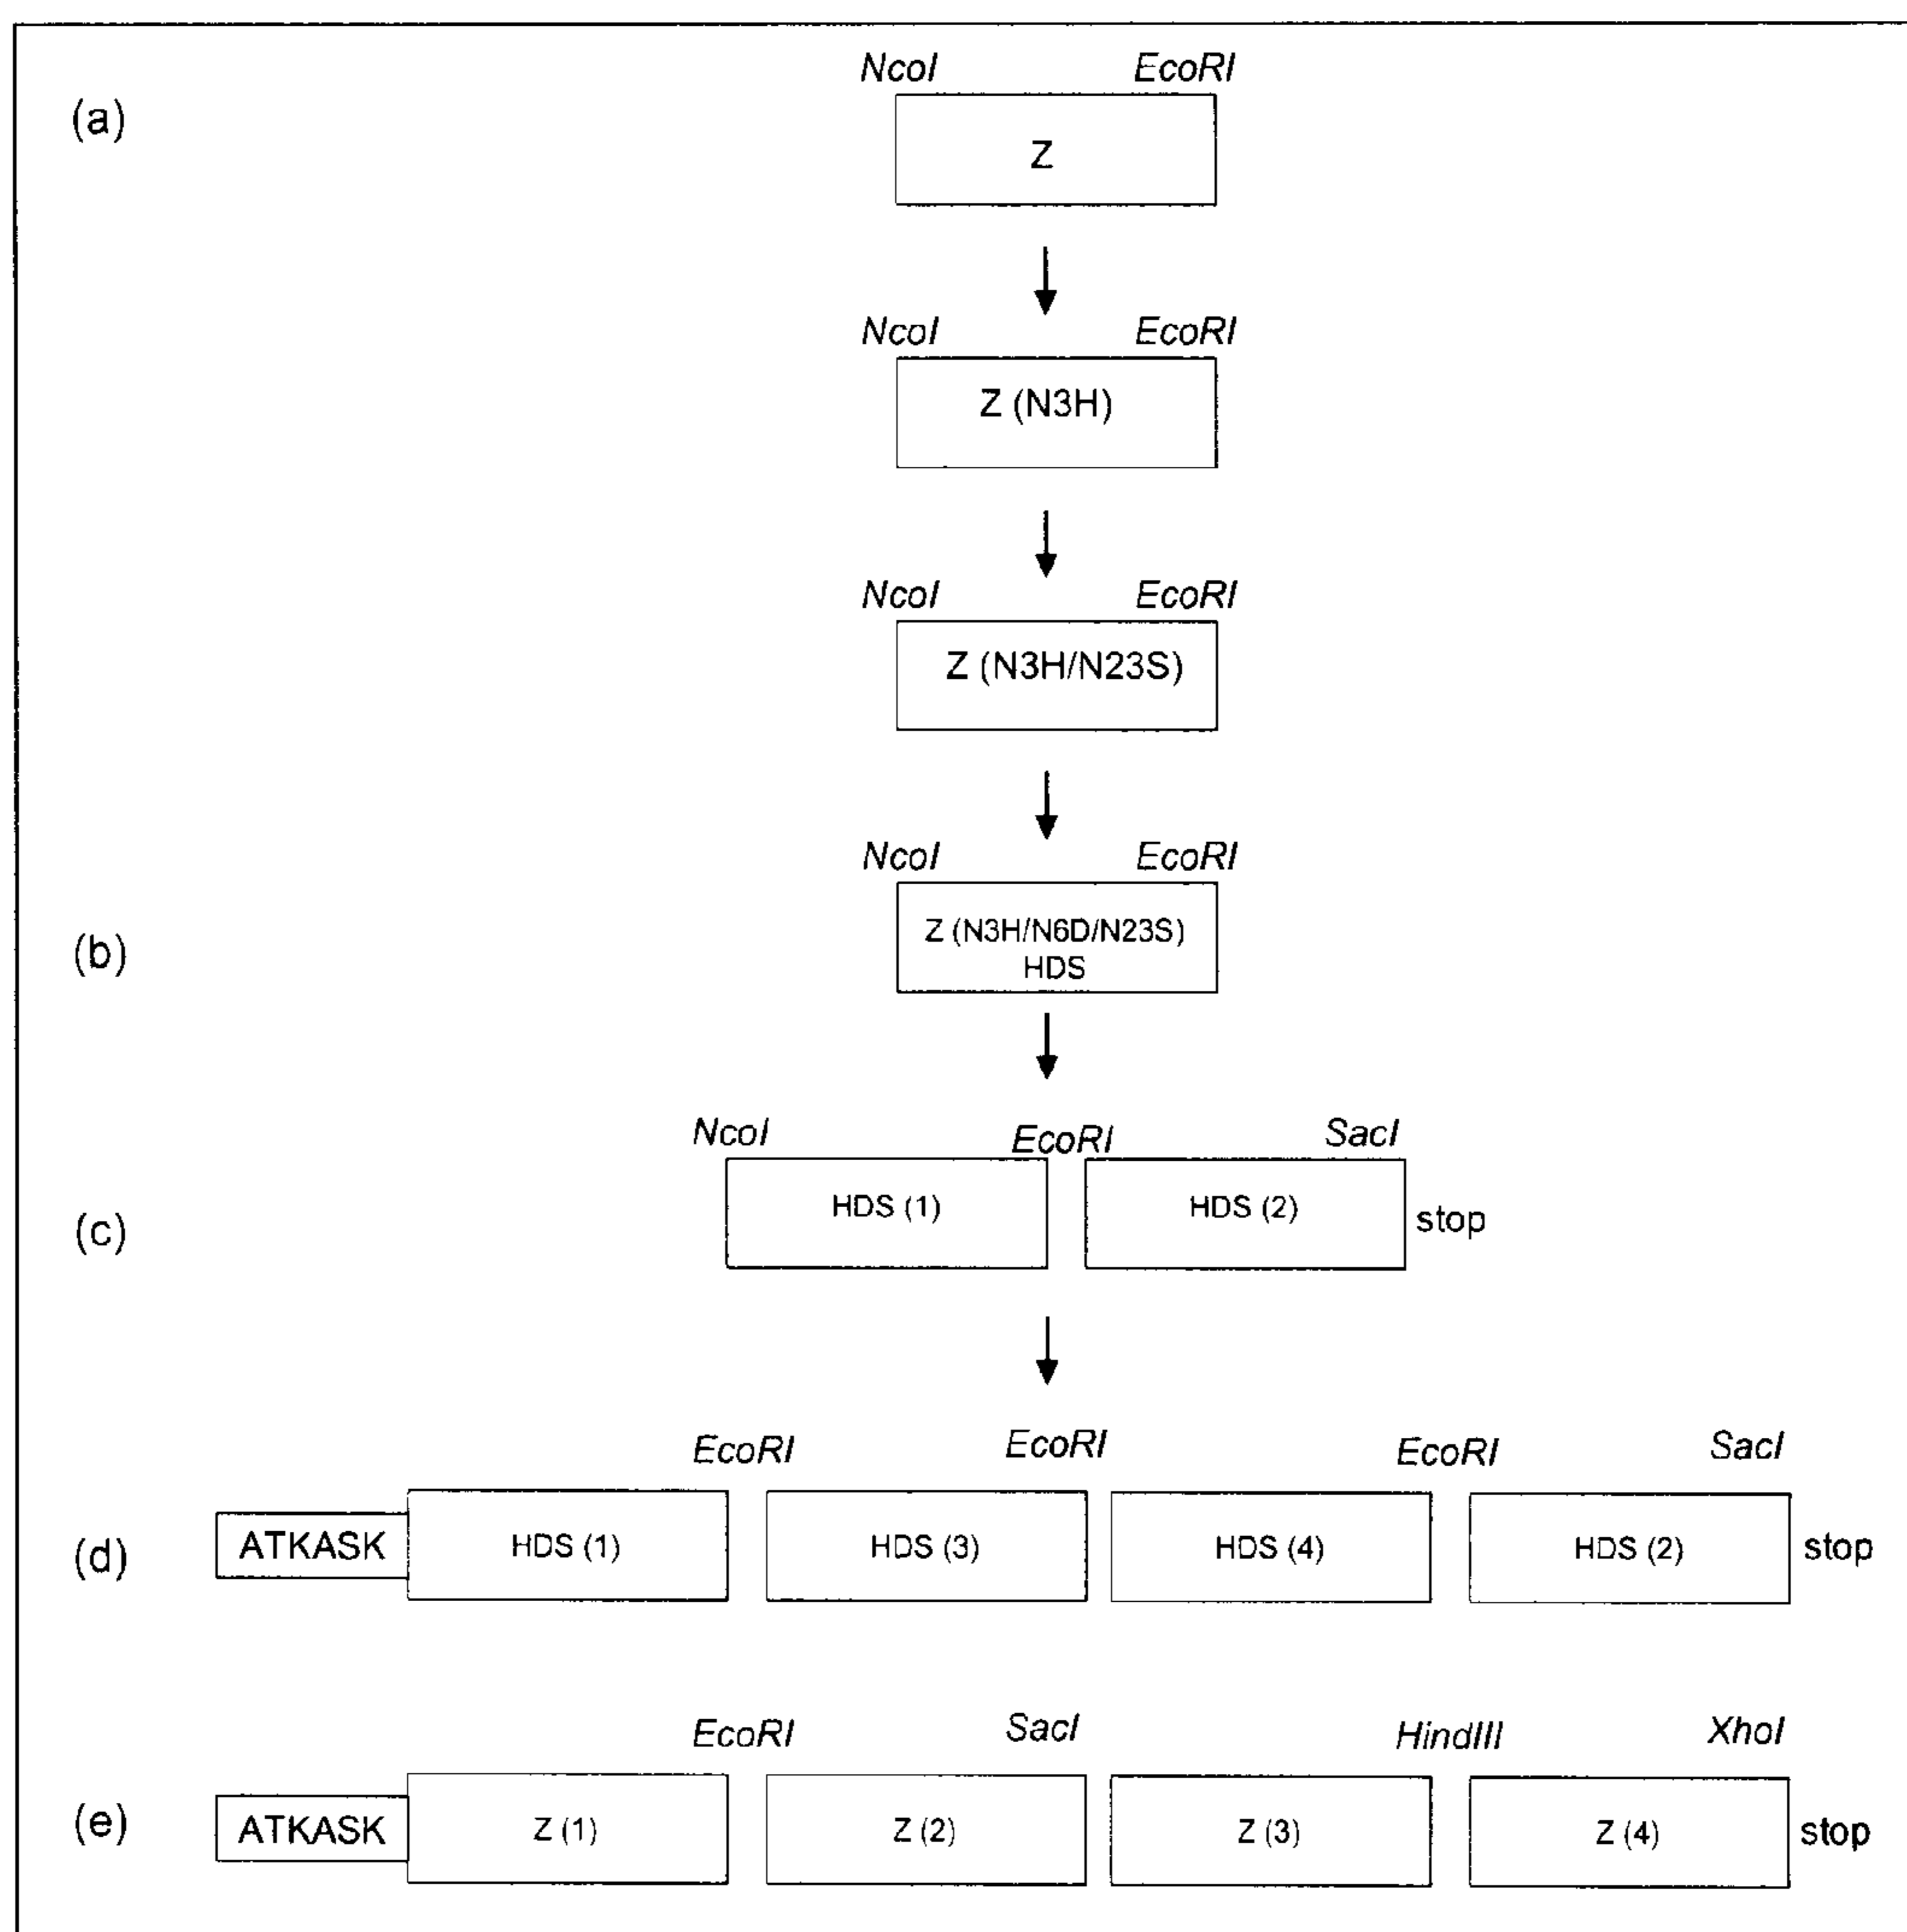 NcoI EcoRI
(a)
Z
NcoI EcoRI
Z (N3H)
NcoI EcoRI
Z (N3H/N23S)
NcoI EcoRI
(b)
Z (N3H/N6D/N23S)
HDS
NcoI EcoRI SacI
(c) HDS (1) HDS (2) stop
EcoRI EcoRI EcoRI SacI
(d) ATKASK HDS (1) HDS (3) HDS (4) HDS (2) stop
EcoRI SacI HindIII XhoI
(e) ATKASK Z (1) Z (2) Z (3) Z (4) stop